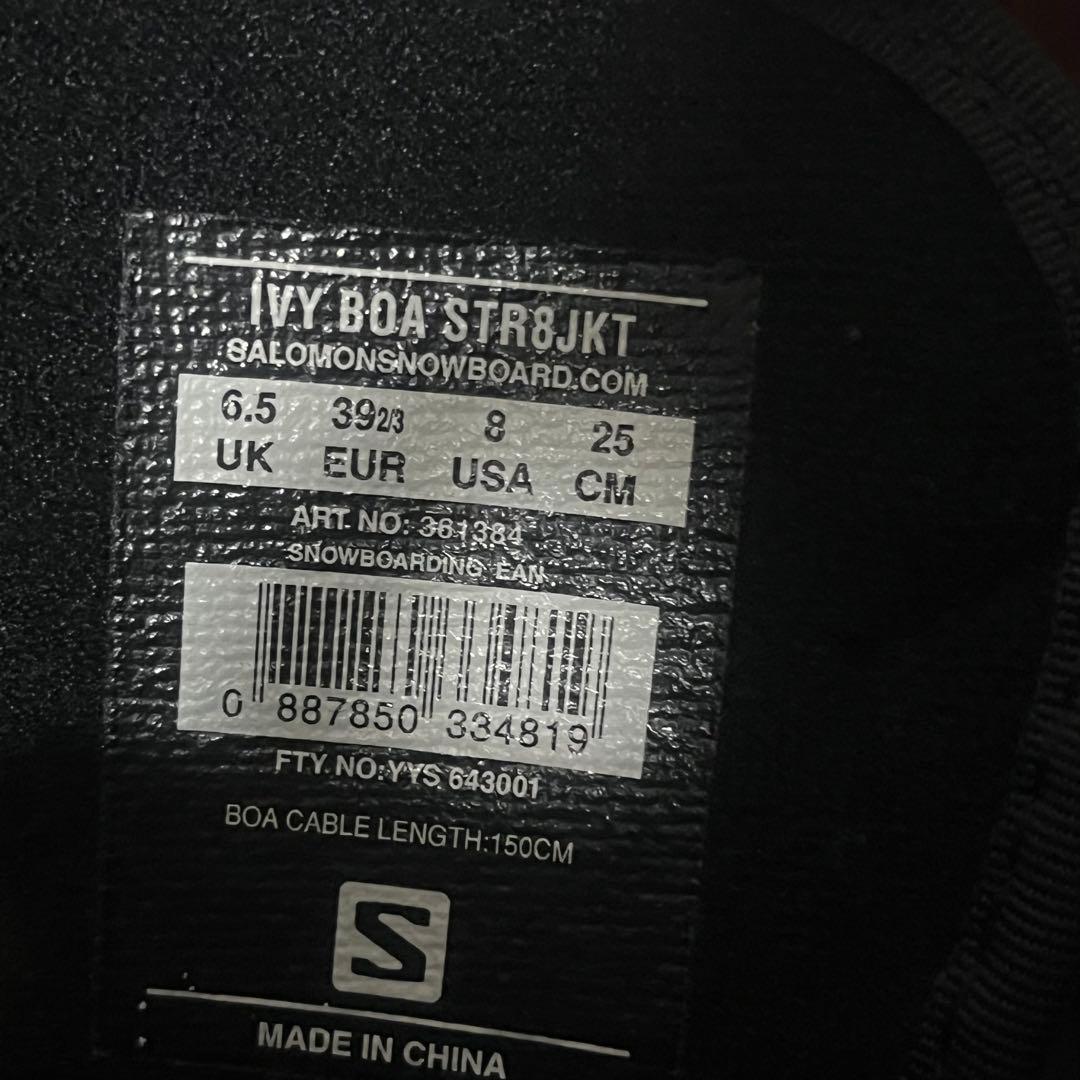 IVY BOA STR8JKT
SALOMONSNOWBOARD.COM
6.5 39 2/3 8 25
UK EUR USA CM
ART. NO: 361384
SNOWBOARDING EAN
0 887850 334819
FTY. NO:YYS 643001
BOA CABLE LENGTH:150CM
S
MADE IN CHINA